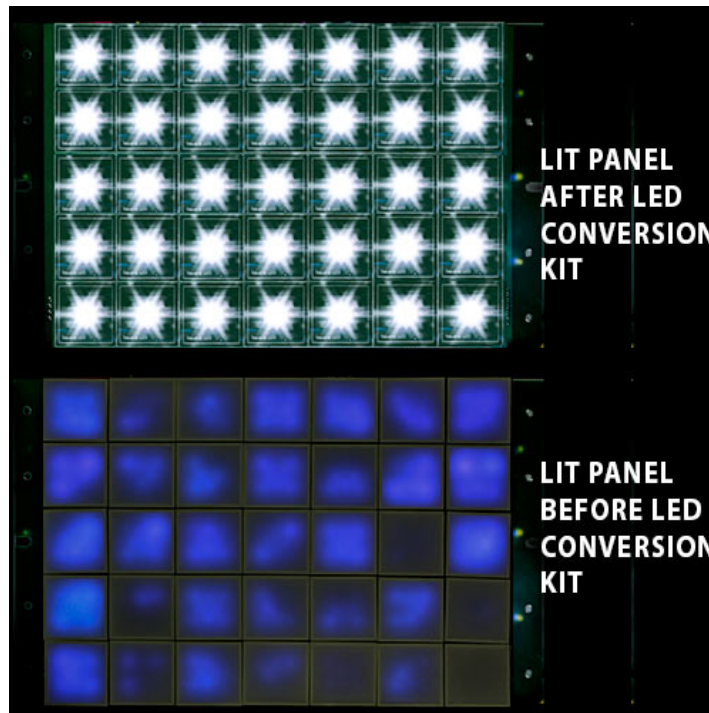 LIT PANEL
AFTER LED
CONVERSION
KIT
LIT PANEL
BEFORE LED
CONVERSION
KIT